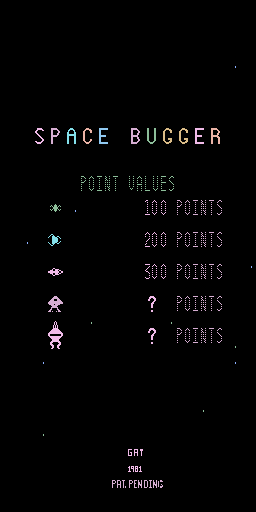 SPACE BUGGER
POINT VALUES
100 POINTS
200 POINTS
300 POINTS
? POINTS
? POINTS
GAT
1981
PAT. PENDING